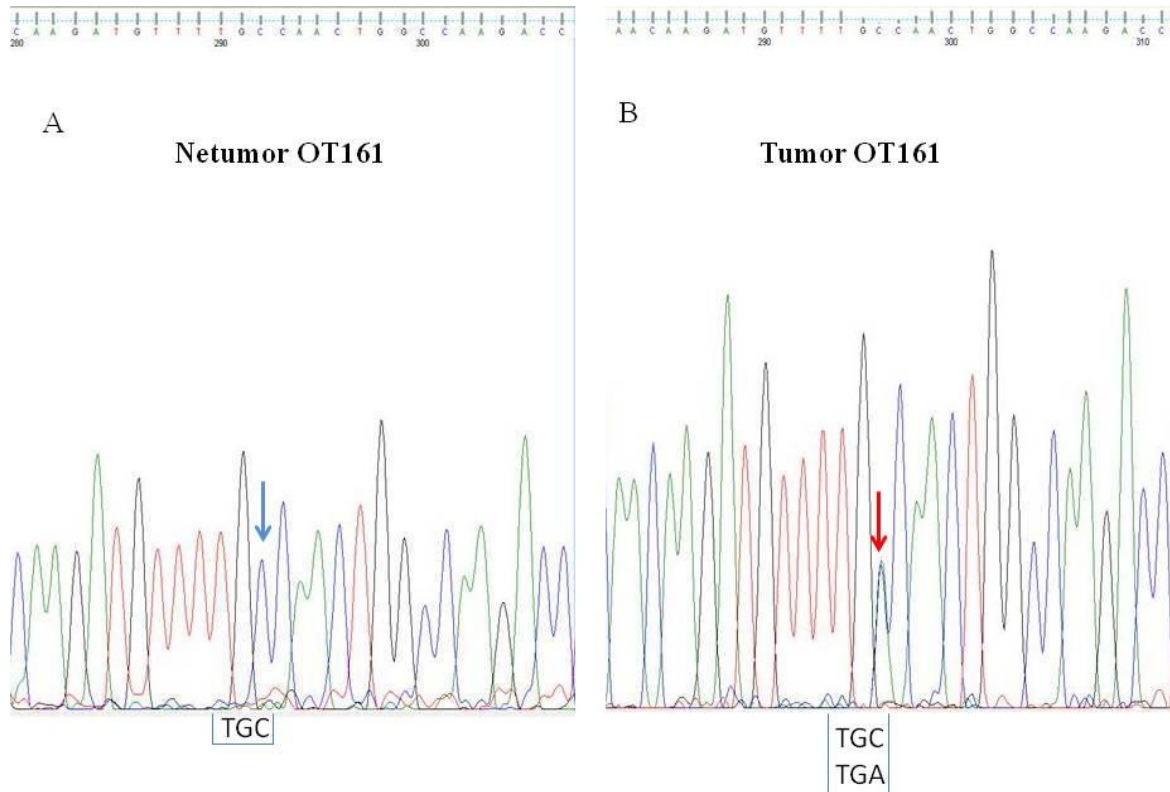 C A A G A T G T T T T G C C A A C T G G C C A A G A C C
280 290 300
A
Netumor OT161
TGC
A A C A A G A T G T T T T G C C A A C T G G C C A A G A C C
290 300 310
B
Tumor OT161
TGC
TGA